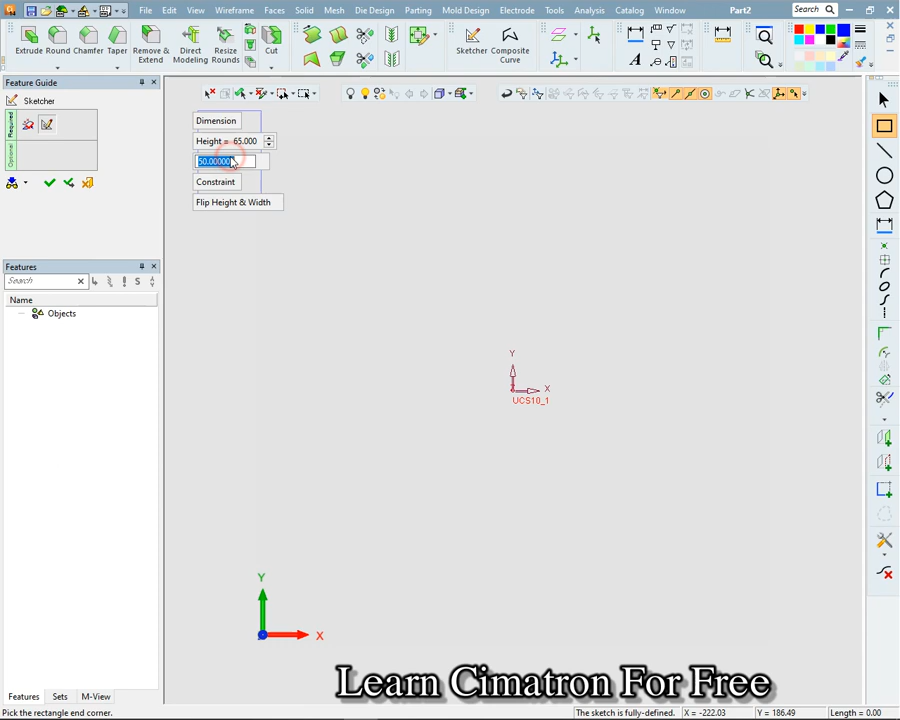 File Edit View Tools Wireframe Faces Solid Mesh Die Design Parting Mold Design Electrode Tools Analysis Catalog Window Part2 Search
Extrude Round Chamfer Taper Remove & Extend Direct Modeling Resize Rounds Cut Sketcher Composite Curve
Feature Guide
Sketcher
Required
Optional
Dimension
Height = 65.000
50.00000
Constraint
Flip Height & Width
Features
Search
S
Name
Objects
Y
X
UCS10_1
Y
X
Learn Cimatron For Free
Features Sets M-View
Pick the rectangle end corner. The sketch is fully-defined. X = -222.03 Y = 186.49 Length = 0.00